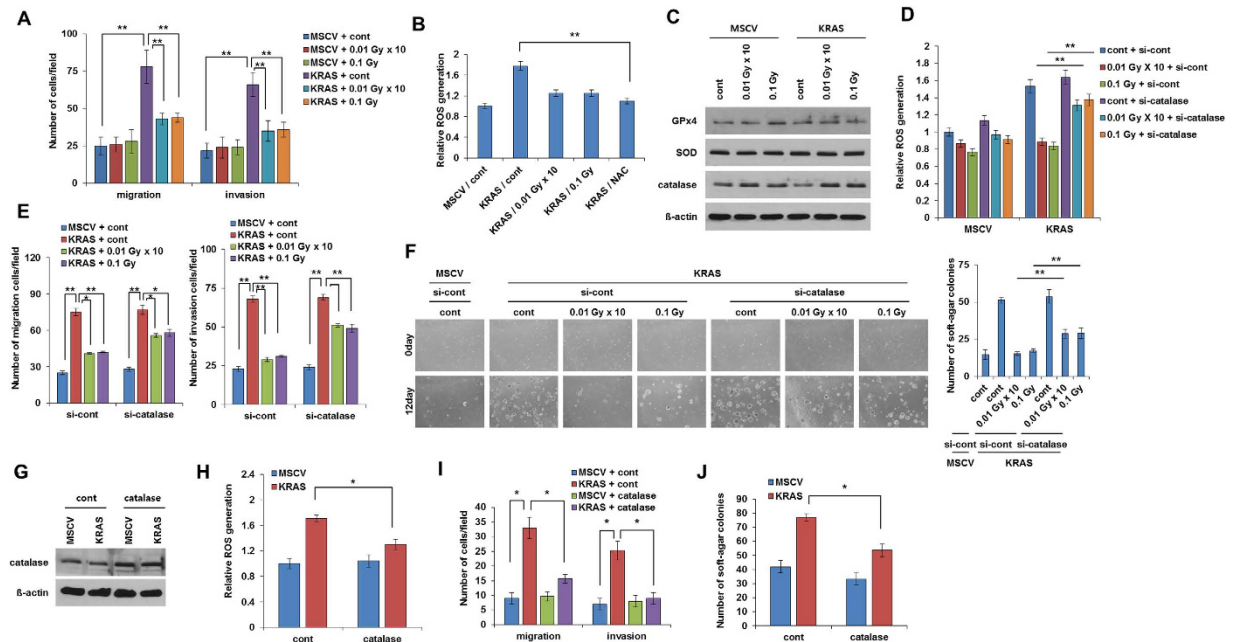 A
Number of cells/field
100
75
50
25
0
**
**
**
**
**
**
migration
invasion
MSCV + cont
MSCV + 0.01 Gy x 10
MSCV + 0.1 Gy
KRAS + cont
KRAS + 0.01 Gy x 10
KRAS + 0.1 Gy
B
Relative ROS generation
2
1.6
1.2
0.8
0.4
0
**
MSCV / cont
KRAS / cont
KRAS / 0.01 Gy x 10
KRAS / 0.1 Gy
KRAS / NAC
C
MSCV
KRAS
cont
0.01 Gy x 10
0.1 Gy
cont
0.01 Gy x 10
0.1 Gy
GPx4
SOD
catalase
ß-actin
D
Relative ROS generation
2
1.8
1.6
1.4
1.2
1
0.8
0.6
0.4
0.2
0
**
**
MSCV
KRAS
cont + si-cont
0.01 Gy X 10 + si-cont
0.1 Gy + si-cont
cont + si-catalase
0.01 Gy X 10 + si-catalase
0.1 Gy + si-catalase
E
MSCV + cont
KRAS + cont
KRAS + 0.01 Gy x 10
KRAS + 0.1 Gy
Number of migration cells/field
120
90
60
30
0
**
**
*
**
*
*
si-cont
si-catalase
MSCV + cont
KRAS + cont
KRAS + 0.01 Gy x 10
KRAS + 0.1 Gy
Number of invasion cells/field
100
75
50
25
0
**
**
**
**
**
si-cont
si-catalase
F
MSCV
KRAS
si-cont
si-cont
si-catalase
cont
cont
0.01 Gy x 10
0.1 Gy
cont
0.01 Gy x 10
0.1 Gy
0day
12day
Number of soft-agar colonies
75
50
25
0
**
**
cont
cont
0.01 Gy x 10
0.1 Gy
cont
0.01 Gy x 10
0.1 Gy
si-cont
si-cont
si-catalase
MSCV
KRAS
G
cont
catalase
MSCV
KRAS
MSCV
KRAS
catalase
ß-actin
H
MSCV
KRAS
Relative ROS generation
2.4
2
1.6
1.2
0.8
0.4
0
*
cont
catalase
I
MSCV + cont
KRAS + cont
MSCV + catalase
KRAS + catalase
Number of cells/field
40
35
30
25
20
15
10
5
0
*
*
*
*
migration
invasion
J
MSCV
KRAS
Number of soft-agar colonies
90
80
70
60
50
40
30
20
10
0
*
cont
catalase